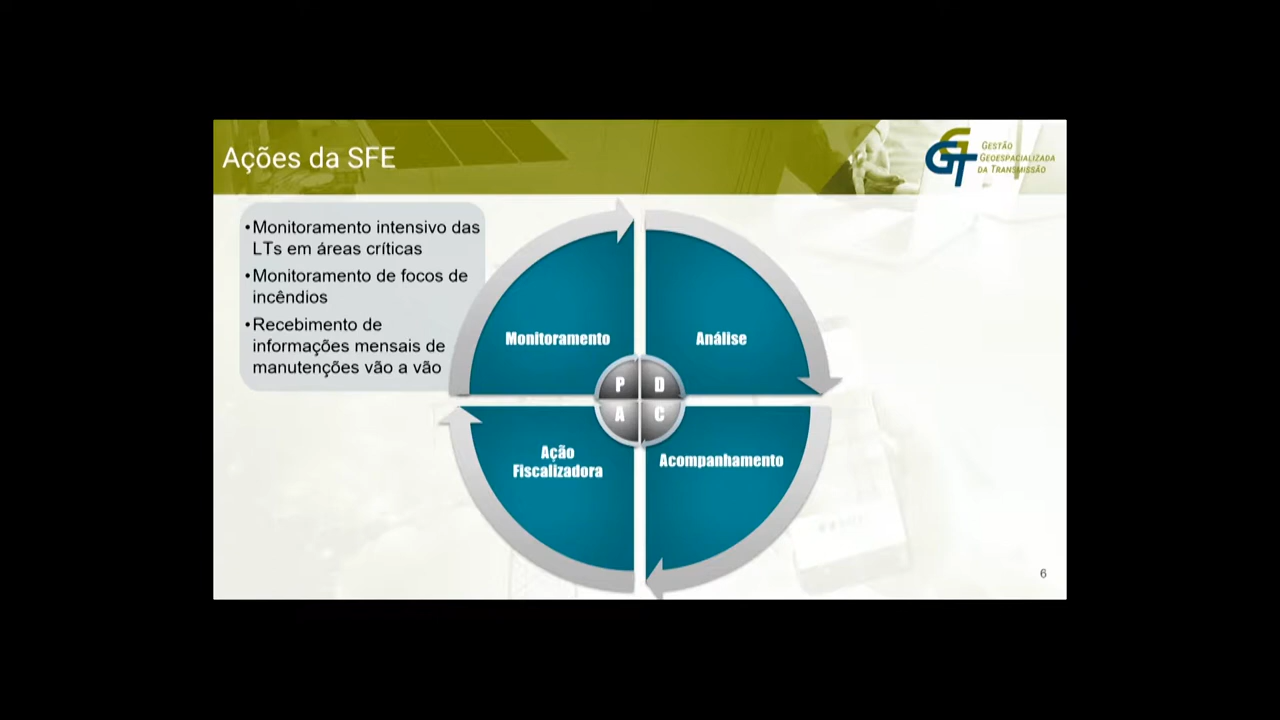 Ações da SFE
GESTÃO
GEOESPACIALIZADA
DA TRANSMISSÃO
•Monitoramento intensivo das
LTs em áreas críticas
•Monitoramento de focos de
incêndios
•Recebimento de
informações mensais de
manutenções vão a vão
Monitoramento
Análise
P D
A C
Ação
Fiscalizadora
Acompanhamento
6